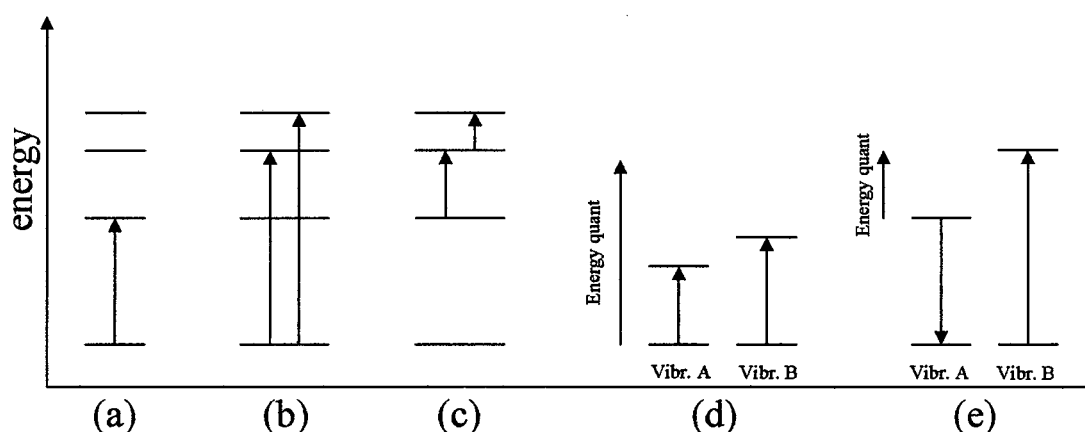 energy
Energy quant
Energy quant
Vibr. A
Vibr. B
Vibr. A
Vibr. B
(a)
(b)
(c)
(d)
(e)